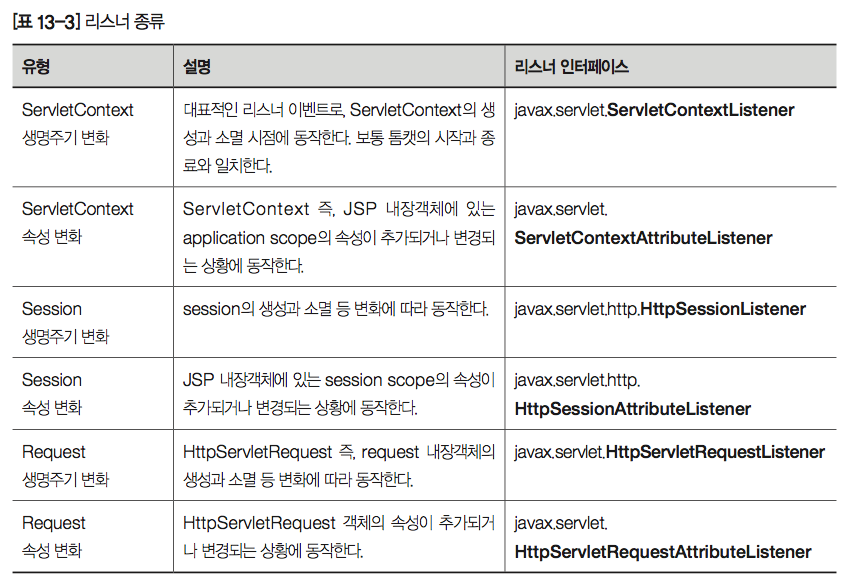 [표 13-3] 리스너 종류
유형
설명
리스너 인터페이스
ServletContext
생명주기 변화
대표적인 리스너 이벤트로, ServletContext의 생
성과 소멸 시점에 동작한다. 보통 톰캣의 시작과 종
료와 일치한다.
javax.servlet.ServletContextListener
ServletContext
속성 변화
ServletContext 즉, JSP 내장객체에 있는
application scope의 속성이 추가되거나 변경되
는 상황에 동작한다.
javax.servlet.
ServletContextAttributeListener
Session
생명주기 변화
session의 생성과 소멸 등 변화에 따라 동작한다.
javax.servlet.http.HttpSessionListener
Session
속성 변화
JSP 내장객체에 있는 session scope의 속성이
추가되거나 변경되는 상황에 동작한다.
javax.servlet.http.
HttpSessionAttributeListener
Request
생명주기 변화
HttpServletRequest 즉, request 내장객체의
생성과 소멸 등 변화에 따라 동작한다.
javax.servlet.HttpServletRequestListener
Request
속성 변화
HttpServletRequest 객체의 속성이 추가되거
나 변경되는 상황에 동작한다.
javax.servlet.
HttpServletRequestAttributeListener